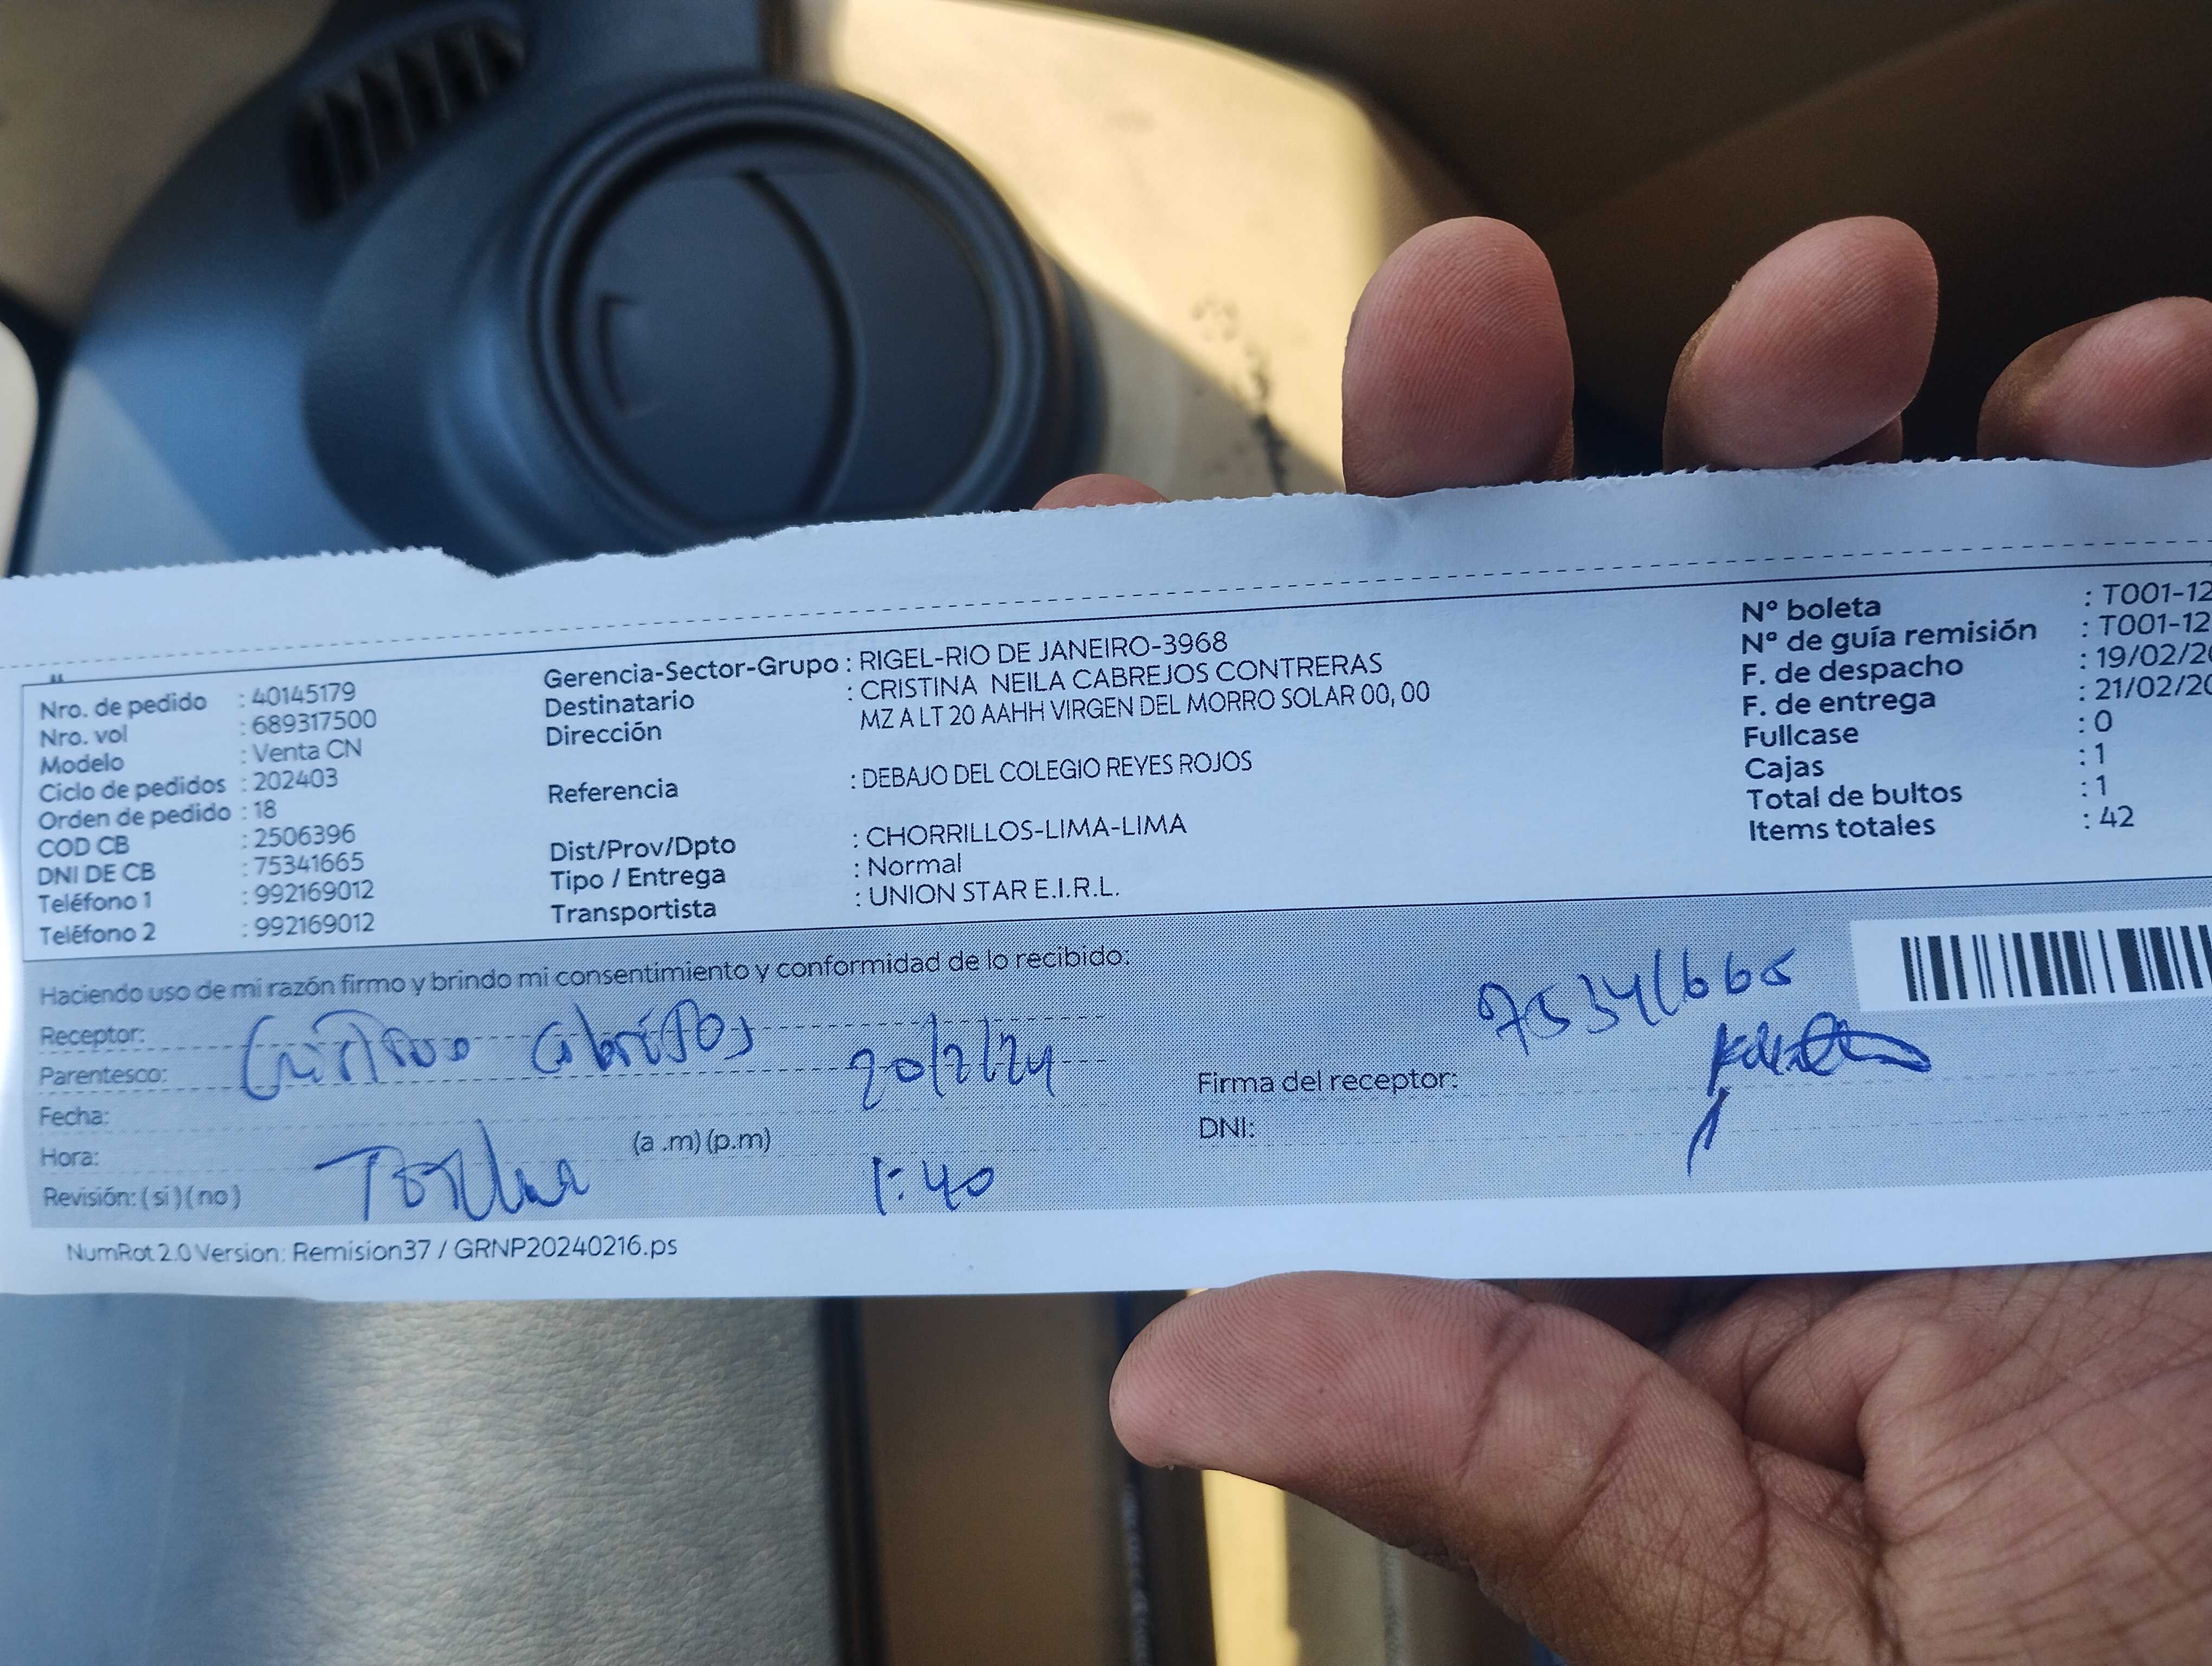 Nro. de pedido : 40145179
Nro. vol : 689317500
Modelo : Venta CN
Ciclo de pedidos : 202403
Orden de pedido : 18
COD CB : 2506396
DNI DE CB : 75341665
Teléfono 1 : 992169012
Teléfono 2 : 992169012
Gerencia-Sector-Grupo : RIGEL-RIO DE JANEIRO-3968
Destinatario : CRISTINA NEILA CABREJOS CONTRERAS
Dirección MZ A LT 20 AAHH VIRGEN DEL MORRO SOLAR 00, 00
Referencia : DEBAJO DEL COLEGIO REYES ROJOS
Dist/Prov/Dpto : CHORRILLOS-LIMA-LIMA
Tipo / Entrega : Normal
Transportista : UNION STAR E.I.R.L.
Nº boleta : T001-12
Nº de guía remisión : T001-12
F. de despacho : 19/02/20
F. de entrega : 21/02/20
Fullcase : 0
Cajas : 1
Total de bultos : 1
Items totales : 42
Haciendo uso de mi razón firmo y brindo mi consentimiento y conformidad de lo recibido:
Receptor:
Parentesco: 20/2/24
Fecha:
Hora: (a .m) (p.m)
Revisión: ( si ) ( no ) 1:40
75341665
Firma del receptor:
DNI:
NumRot 2.0 Version: Remision37 / GRNP20240216.ps